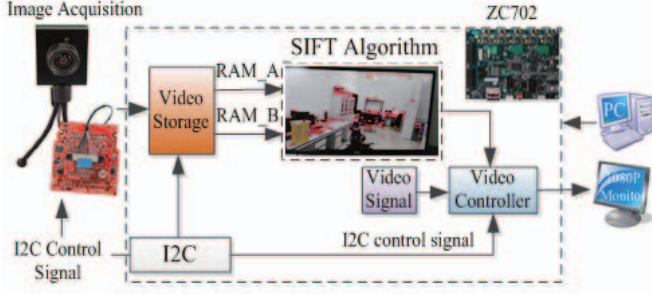 Image Acquisition
ZC702
SIFT Algorithm
RAM_A
RAM_B
Video
Storage
PC
Video
Signal
Video
Controller
1080P
Monitor
I2C Control
Signal
I2C
I2C control signal